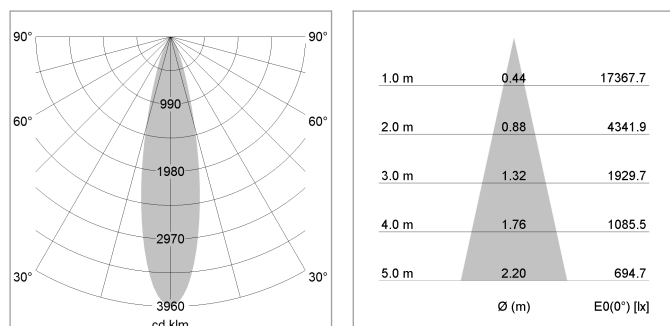 90° 90°
990
60° 60°
1980
2970
30° 30°
3960
cd klm
1.0 m 0.44 17367.7
2.0 m 0.88 4341.9
3.0 m 1.32 1929.7
4.0 m 1.76 1085.5
5.0 m 2.20 694.7
Ø (m) E0(0°) [lx]